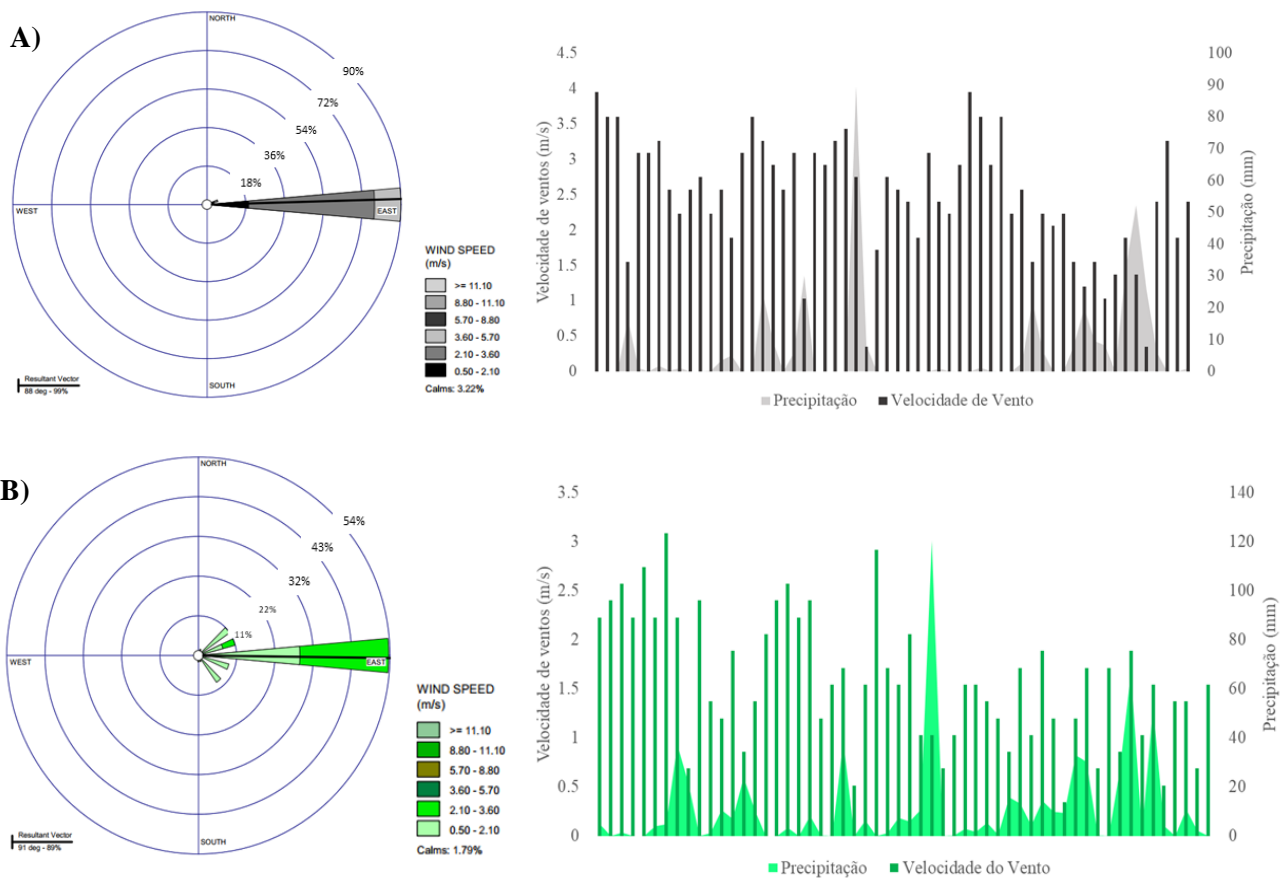 A)
NORTH
90%
72%
54%
36%
18%
WEST
EAST
SOUTH
WIND SPEED
(m/s)
>= 11.10
8.80 - 11.10
5.70 - 8.80
3.60 - 5.70
2.10 - 3.60
0.50 - 2.10
Calms: 3.22%
Resultant Vector
88 deg - 99%
Velocidade de ventos (m/s)
4.5
4
3.5
3
2.5
2
1.5
1
0.5
0
100
90
80
70
60
50
40
30
20
10
0
Precipitação (mm)
Precipitação
Velocidade de Vento
B)
NORTH
54%
43%
32%
22%
11%
WEST
EAST
SOUTH
WIND SPEED
(m/s)
>= 11.10
8.80 - 11.10
5.70 - 8.80
3.60 - 5.70
2.10 - 3.60
0.50 - 2.10
Calms: 1.79%
Resultant Vector
91 deg - 89%
Velocidade de ventos (m/s)
3.5
3
2.5
2
1.5
1
0.5
0
140
120
100
80
60
40
20
0
Precipitação (mm)
Precipitação
Velocidade do Vento